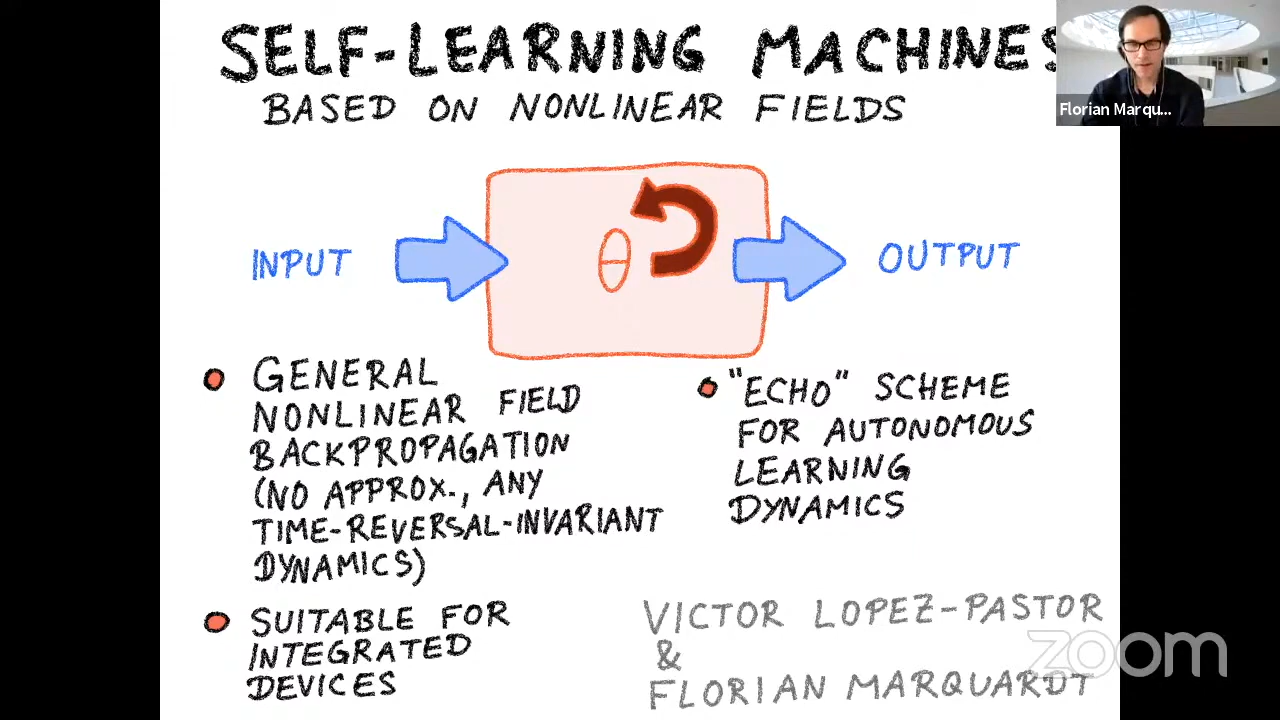 SELF-LEARNING MACHINES
BASED ON NONLINEAR FIELDS
Florian Marqu...
INPUT
θ
OUTPUT
GENERAL
NONLINEAR FIELD
BACKPROPAGATION
(NO APPROX., ANY
TIME-REVERSAL-INVARIANT
DYNAMICS)
"ECHO" SCHEME
FOR AUTONOMOUS
LEARNING
DYNAMICS
SUITABLE FOR
INTEGRATED
DEVICES
VICTOR LOPEZ-PASTOR
&
FLORIAN MARQUARDT
zoom